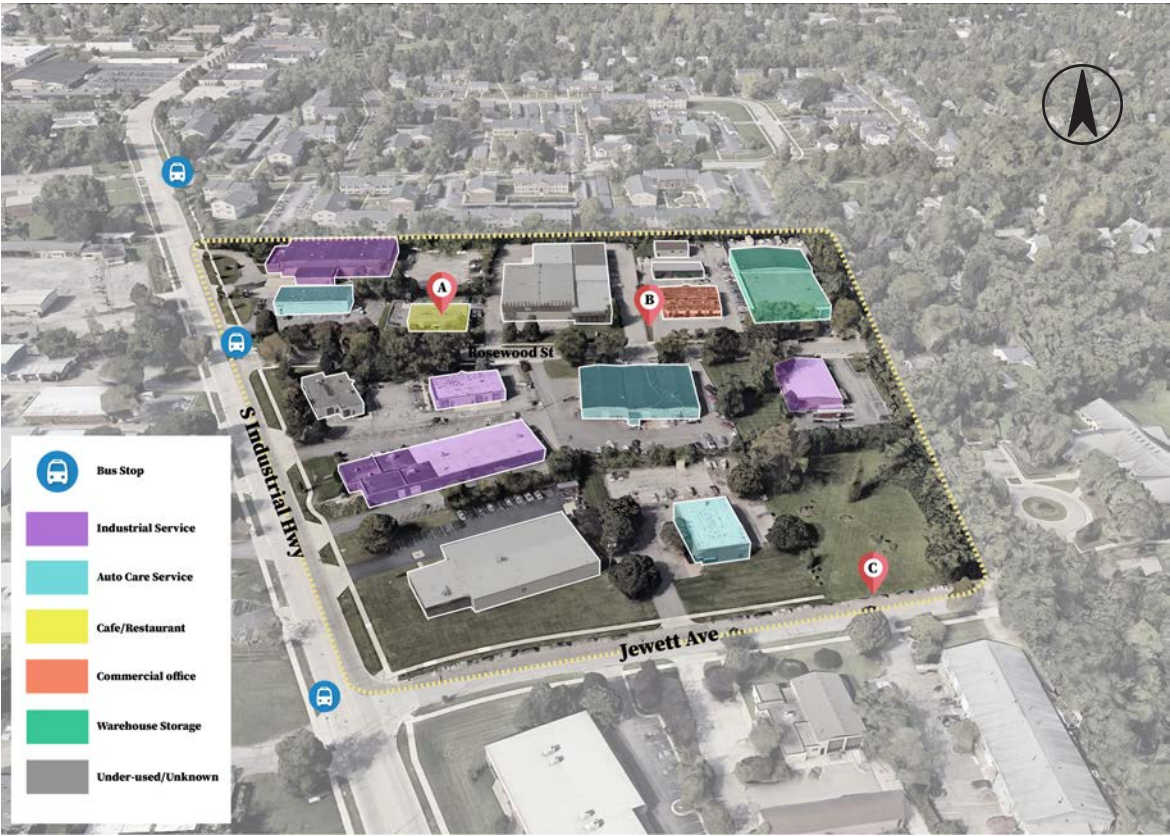 A
B
Rosewood St
S Industrial Hwy
C
Jewett Ave
Bus Stop
Industrial Service
Auto Care Service
Cafe/Restaurant
Commercial office
Warehouse Storage
Under-used/Unknown